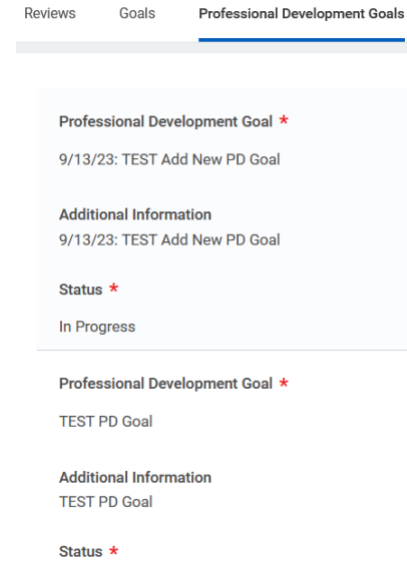 Reviews Goals Professional Development Goals
Professional Development Goal *
9/13/23: TEST Add New PD Goal
Additional Information
9/13/23: TEST Add New PD Goal
Status *
In Progress
Professional Development Goal *
TEST PD Goal
Additional Information
TEST PD Goal
Status *